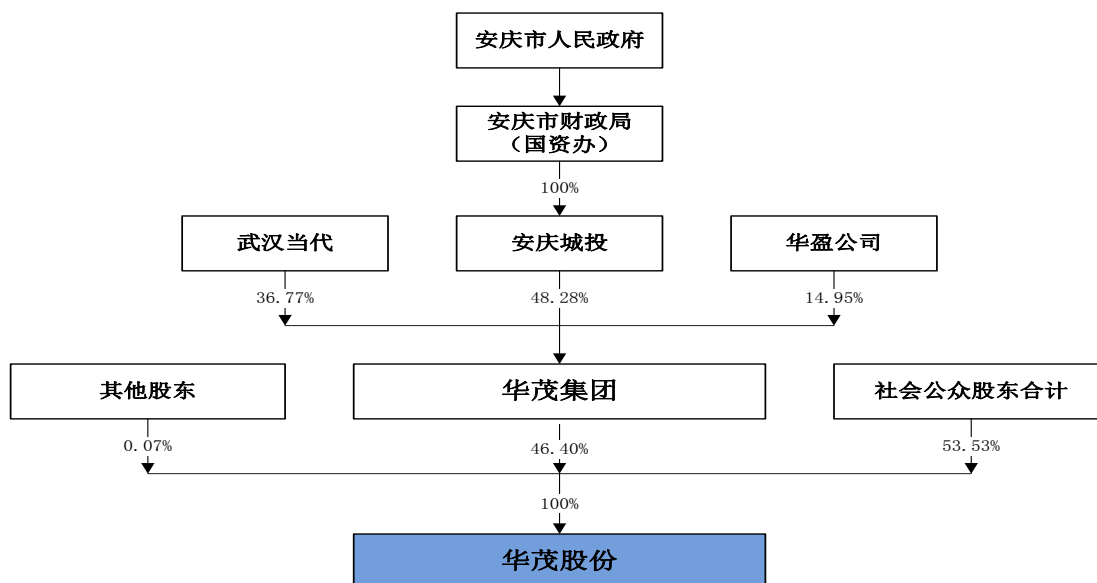 安庆市人民政府
安庆市财政局
（国资办）
100%
武汉当代
安庆城投
华盈公司
36.77%
48.28%
14.95%
其他股东
华茂集团
社会公众股东合计
0.07%
46.40%
53.53%
100%
华茂股份